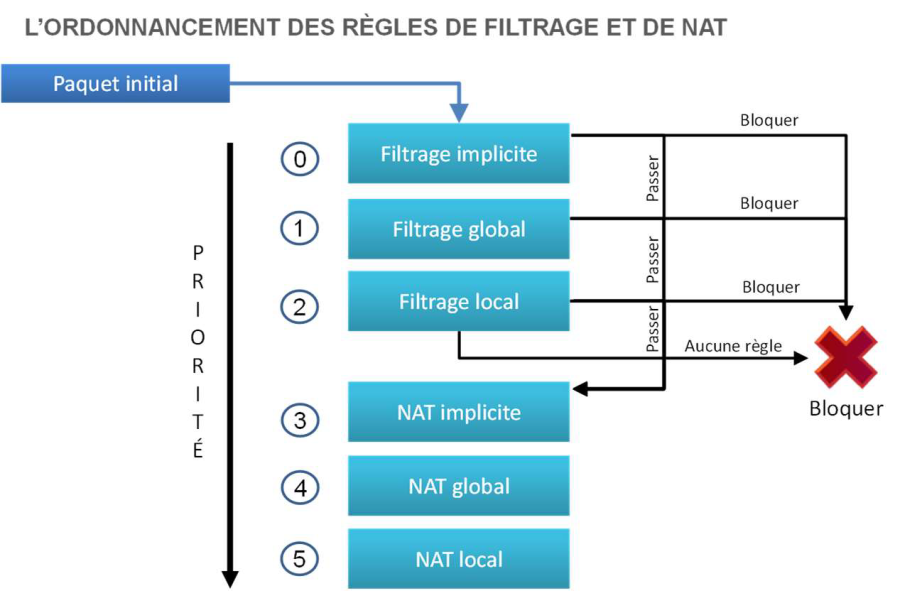 L'ORDONNANCEMENT DES RÈGLES DE FILTRAGE ET DE NAT
Paquet initial
PRIORITÉ
0
Filtrage implicite
Bloquer
Passer
1
Filtrage global
Bloquer
Passer
2
Filtrage local
Bloquer
Passer
Aucune règle
Bloquer
3
NAT implicite
4
NAT global
5
NAT local